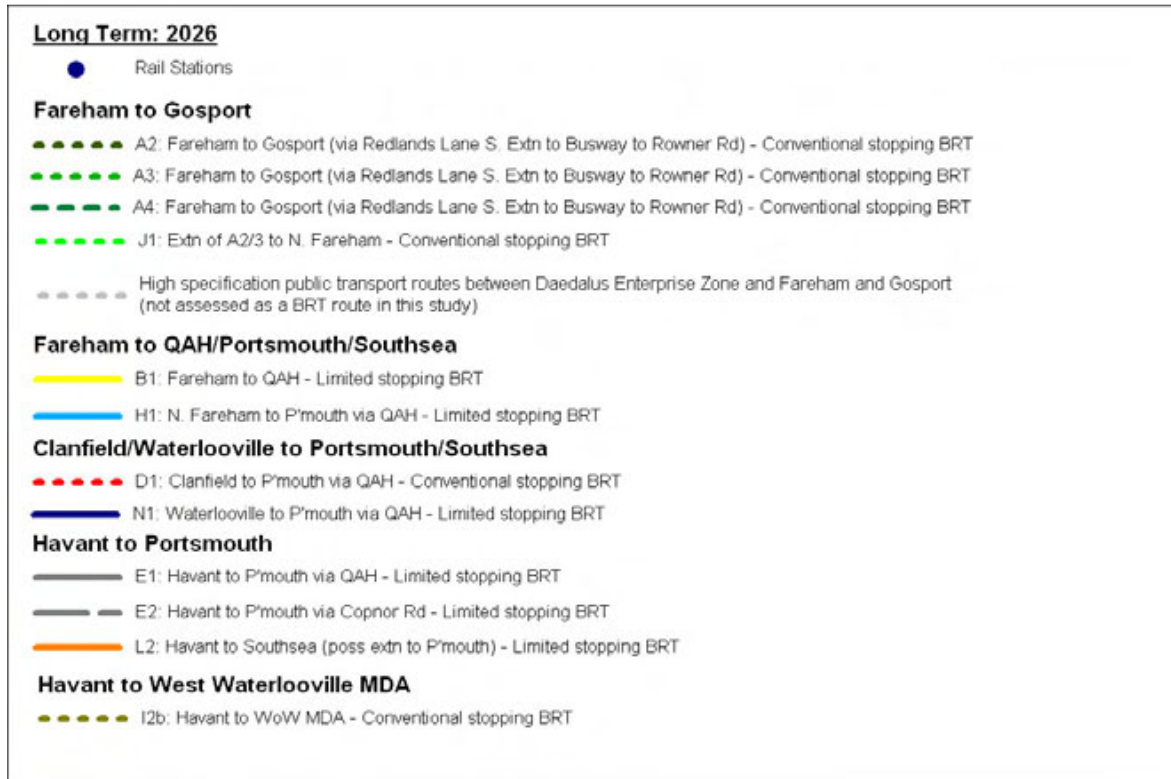 Long Term: 2026
Rail Stations
Fareham to Gosport
A2: Fareham to Gosport (via Redlands Lane S. Extn to Busway to Rowner Rd) - Conventional stopping BRT
A3: Fareham to Gosport (via Redlands Lane S. Extn to Busway to Rowner Rd) - Conventional stopping BRT
A4: Fareham to Gosport (via Redlands Lane S. Extn to Busway to Rowner Rd) - Conventional stopping BRT
J1: Extn of A2/3 to N. Fareham - Conventional stopping BRT
High specification public transport routes between Daedalus Enterprise Zone and Fareham and Gosport
(not assessed as a BRT route in this study)
Fareham to QAH/Portsmouth/Southsea
B1: Fareham to QAH - Limited stopping BRT
H1: N. Fareham to P'mouth via QAH - Limited stopping BRT
Clanfield/Waterlooville to Portsmouth/Southsea
D1: Clanfield to P'mouth via QAH - Conventional stopping BRT
N1: Waterlooville to P'mouth via QAH - Limited stopping BRT
Havant to Portsmouth
E1: Havant to P'mouth via QAH - Limited stopping BRT
E2: Havant to P'mouth via Copnor Rd - Limited stopping BRT
L2: Havant to Southsea (poss extn to P'mouth) - Limited stopping BRT
Havant to West Waterlooville MDA
I2b: Havant to WoW MDA - Conventional stopping BRT